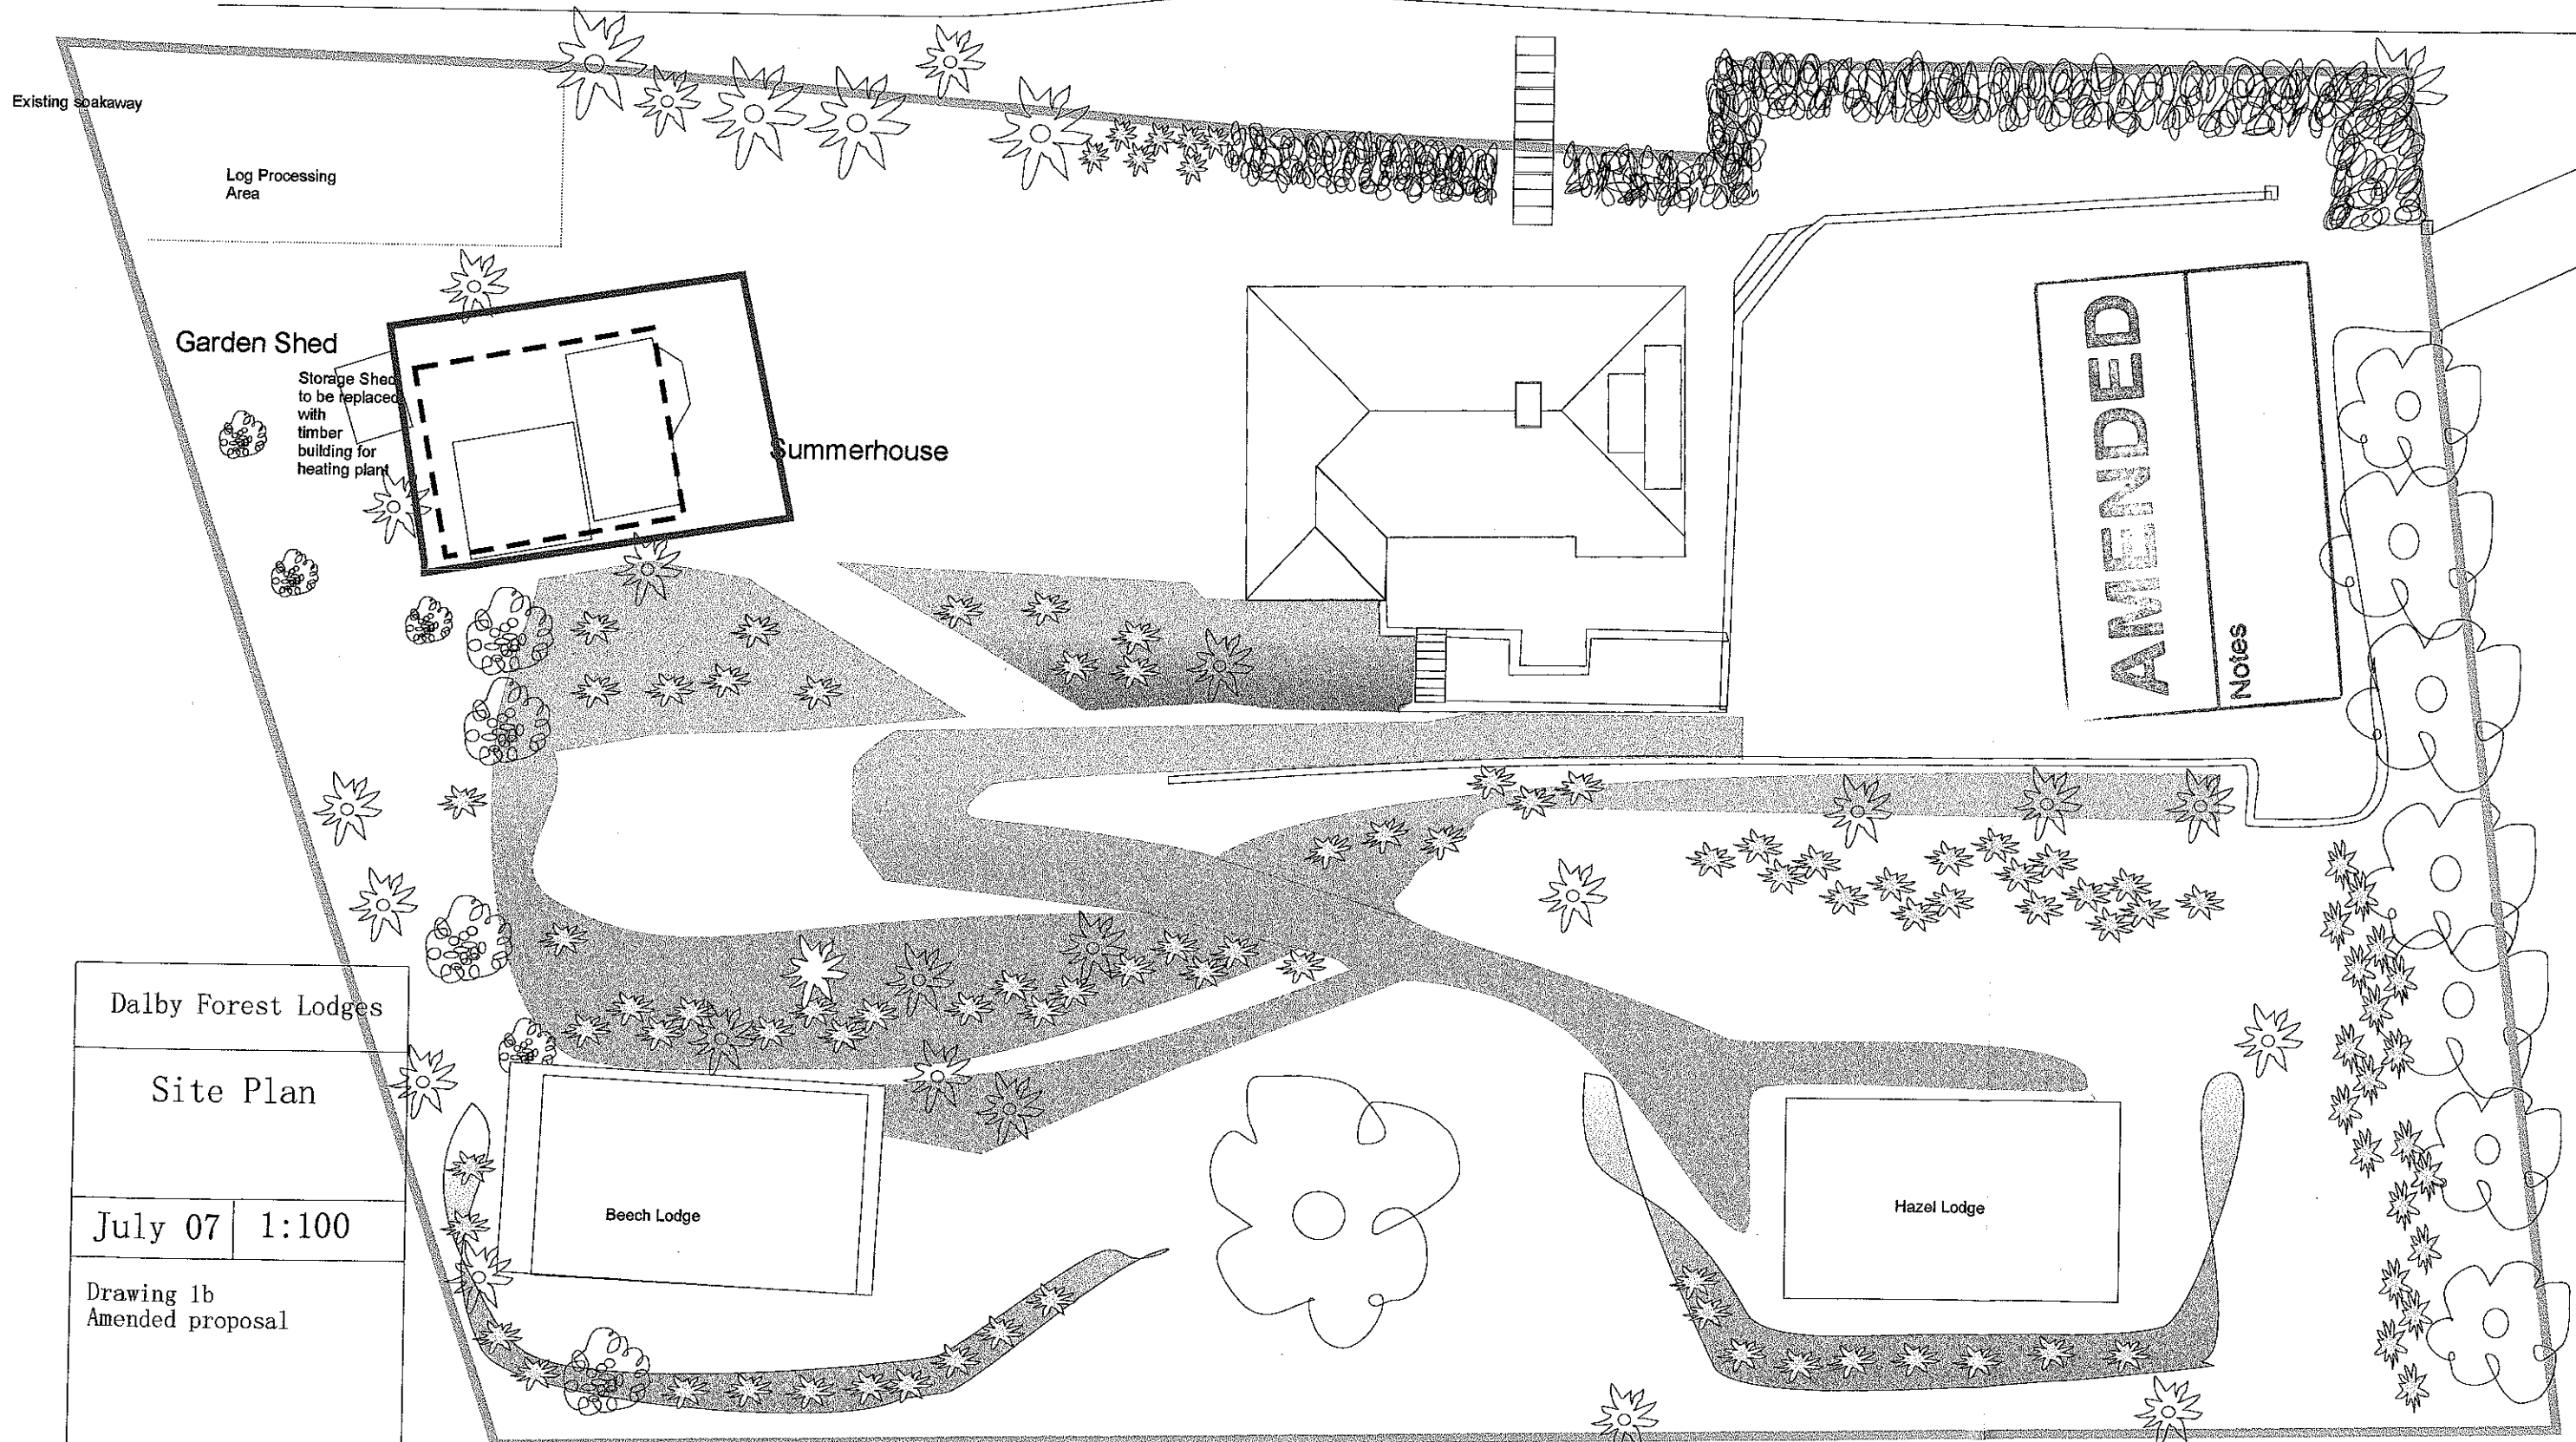 Existing soakaway
Log Processing
Area
Garden Shed
Storage Shed
to be replaced
with
timber
building for
heating plant
Summerhouse
AMENDED
Notes
Dalby Forest Lodges
Site Plan
July 07 1:100
Drawing 1b
Amended proposal
Beech Lodge
Hazel Lodge